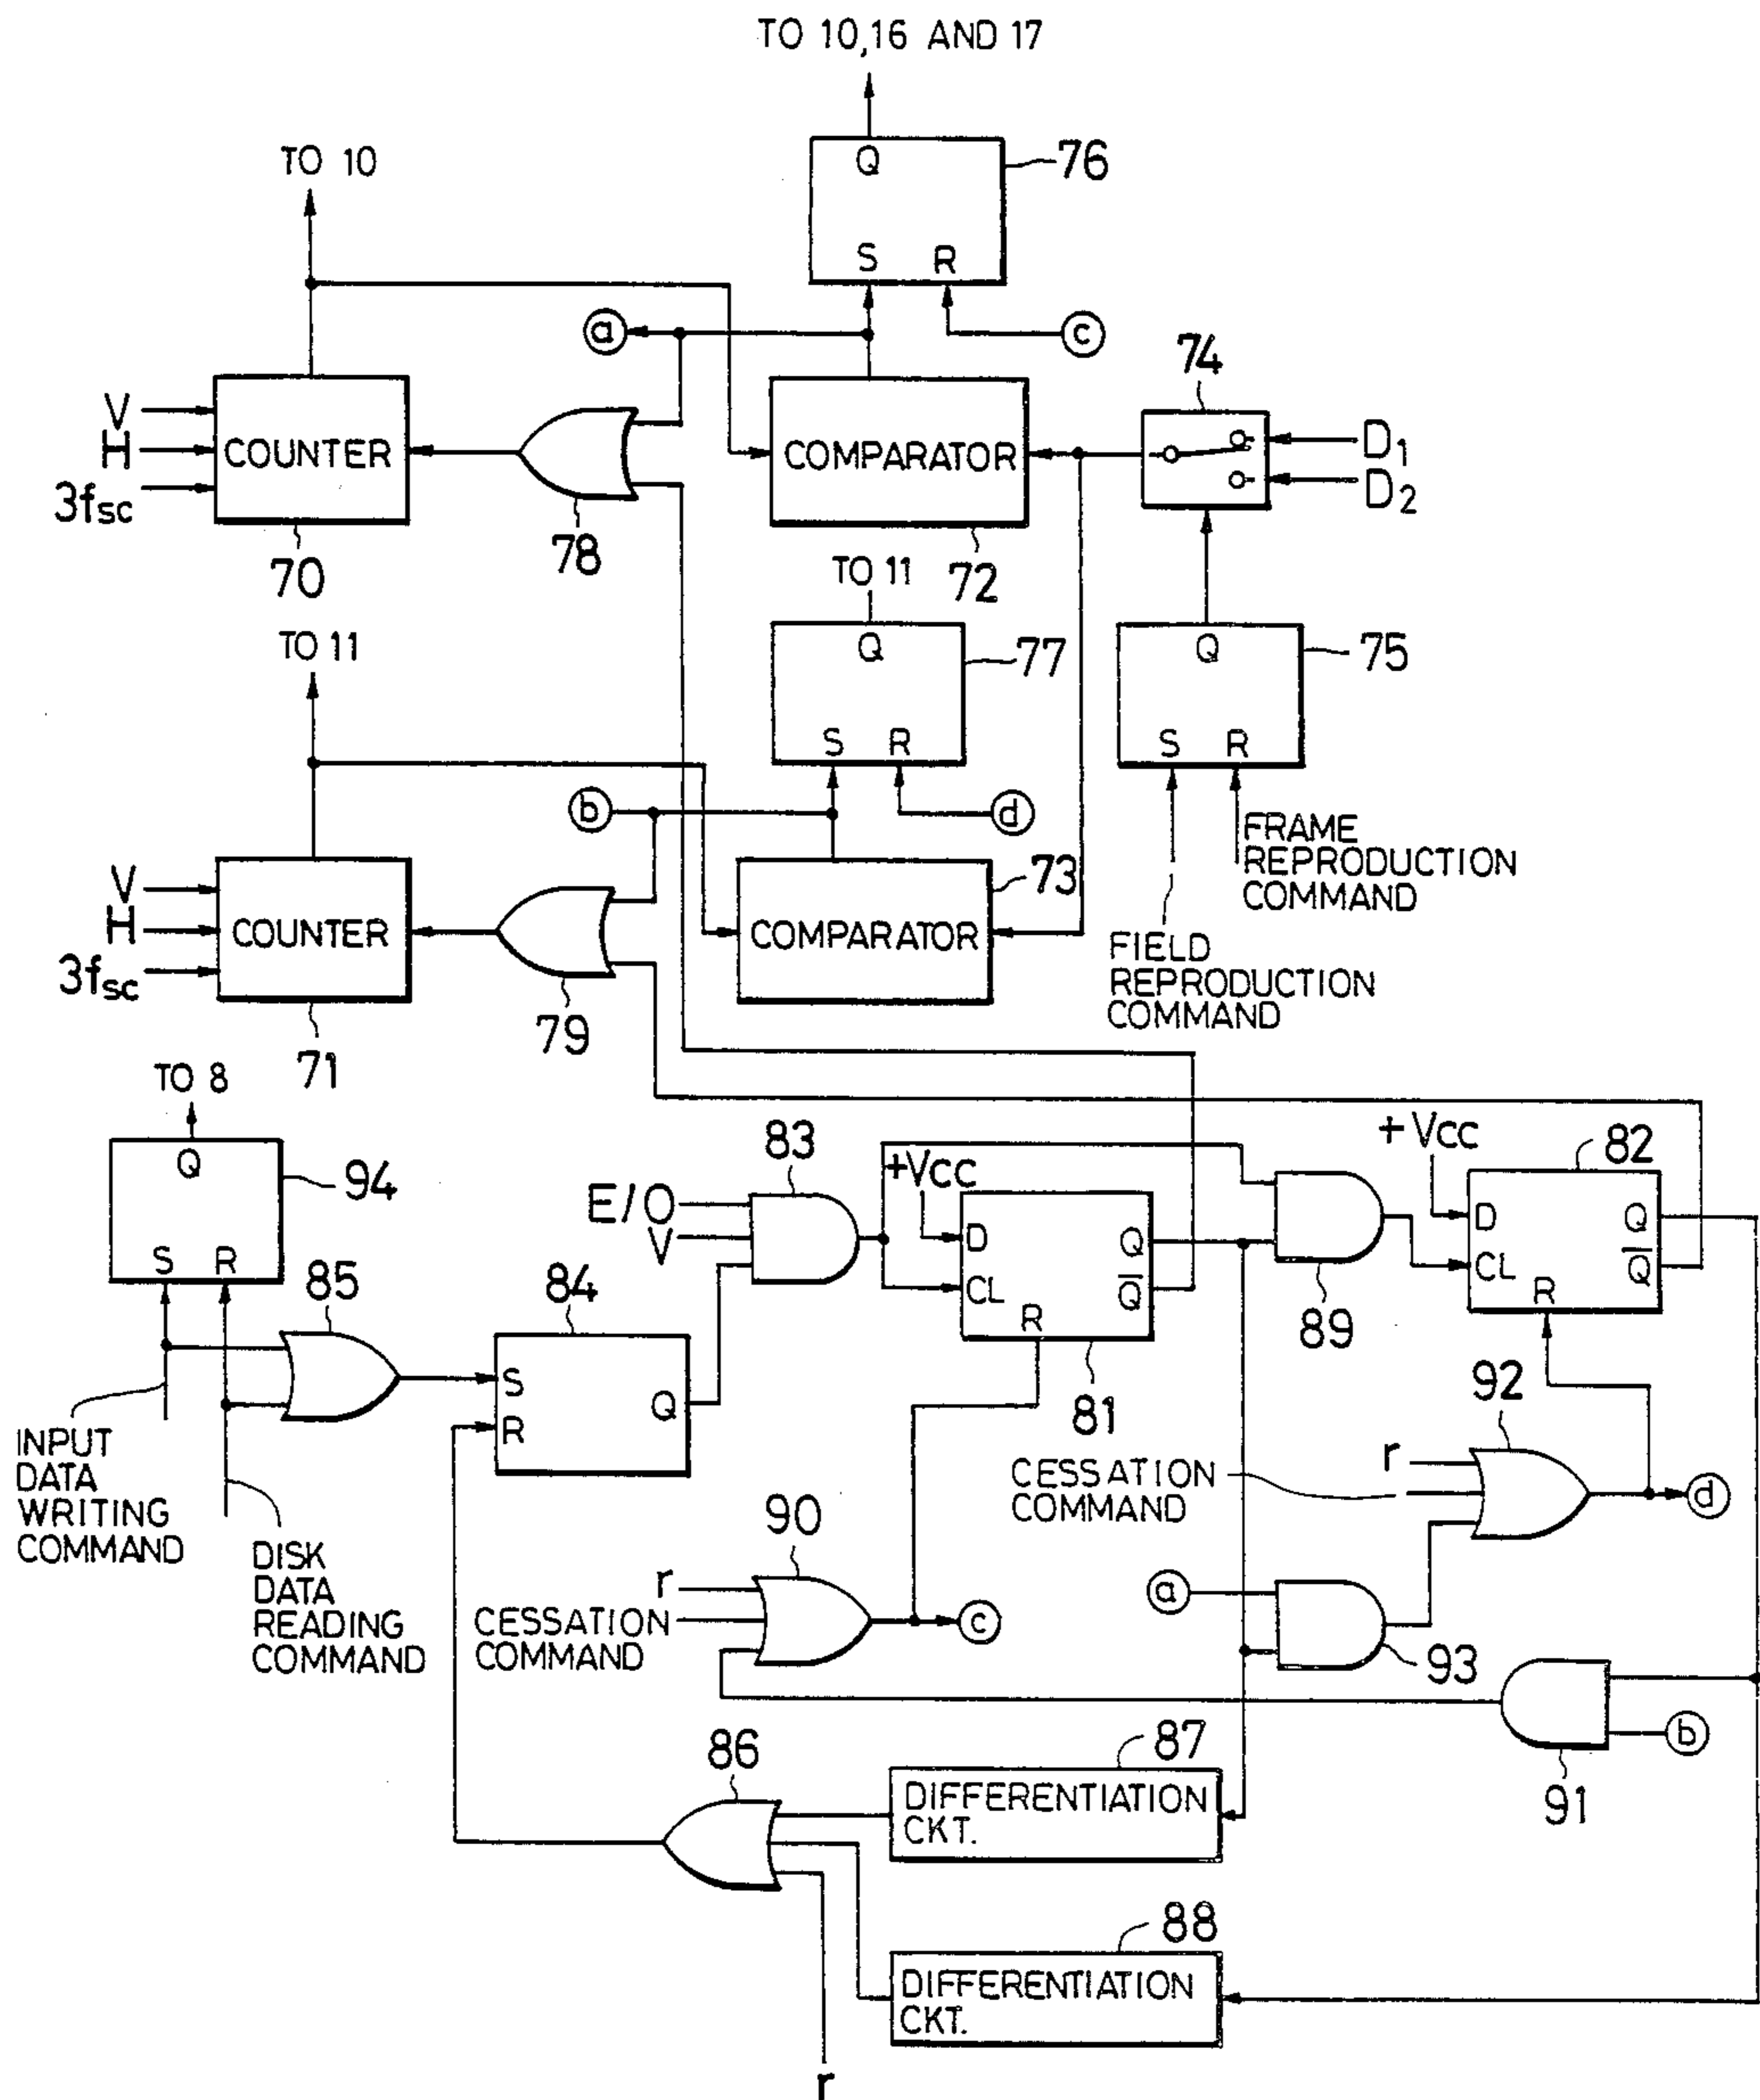 TO 10,16 AND 17
TO 10
Q
76
S R
a
c
74
V
H
3fsc
COUNTER
70
78
COMPARATOR
72
D1
D2
TO 11
TO 11
Q
77
S R
Q
75
S R
b
d
FRAME
REPRODUCTION
COMMAND
FIELD
REPRODUCTION
COMMAND
V
H
3fsc
COUNTER
71
79
COMPARATOR
73
TO 8
Q
94
S R
85
INPUT
DATA
WRITING
COMMAND
DISK
DATA
READING
COMMAND
84
S
R
Q
E/O
V
83
+Vcc
D
CL
R
Q
Q̅
81
89
+Vcc
82
D
CL
R
Q
Q̅
92
r
CESSATION
COMMAND
d
90
r
CESSATION
COMMAND
c
a
93
91
b
86
87
DIFFERENTIATION
CKT.
88
DIFFERENTIATION
CKT.
r